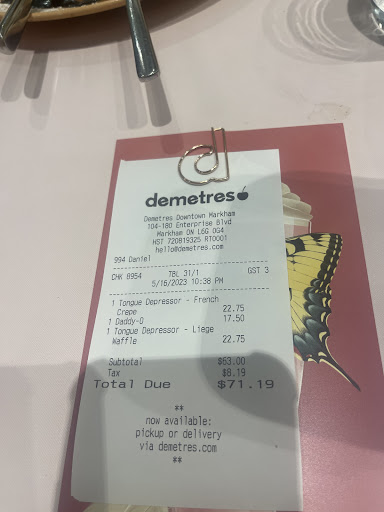 demetres
Demetres Downtown Markham
104-180 Enterprise Blvd
Markham ON L6G 0G4
HST 720819325 RT0001
hello@demetres.com
994 Daniel
CHK 8954 TBL 31/1 GST 3
5/16/2023 10:38 PM
1 Tongue Depressor - French
Crepe 22.75
1 Daddy-O 17.50
1 Tongue Depressor - Liege
Waffle 22.75
Subtotal $63.00
Tax $8.19
Total Due $71.19
**
now available:
pickup or delivery
via demetres.com
**